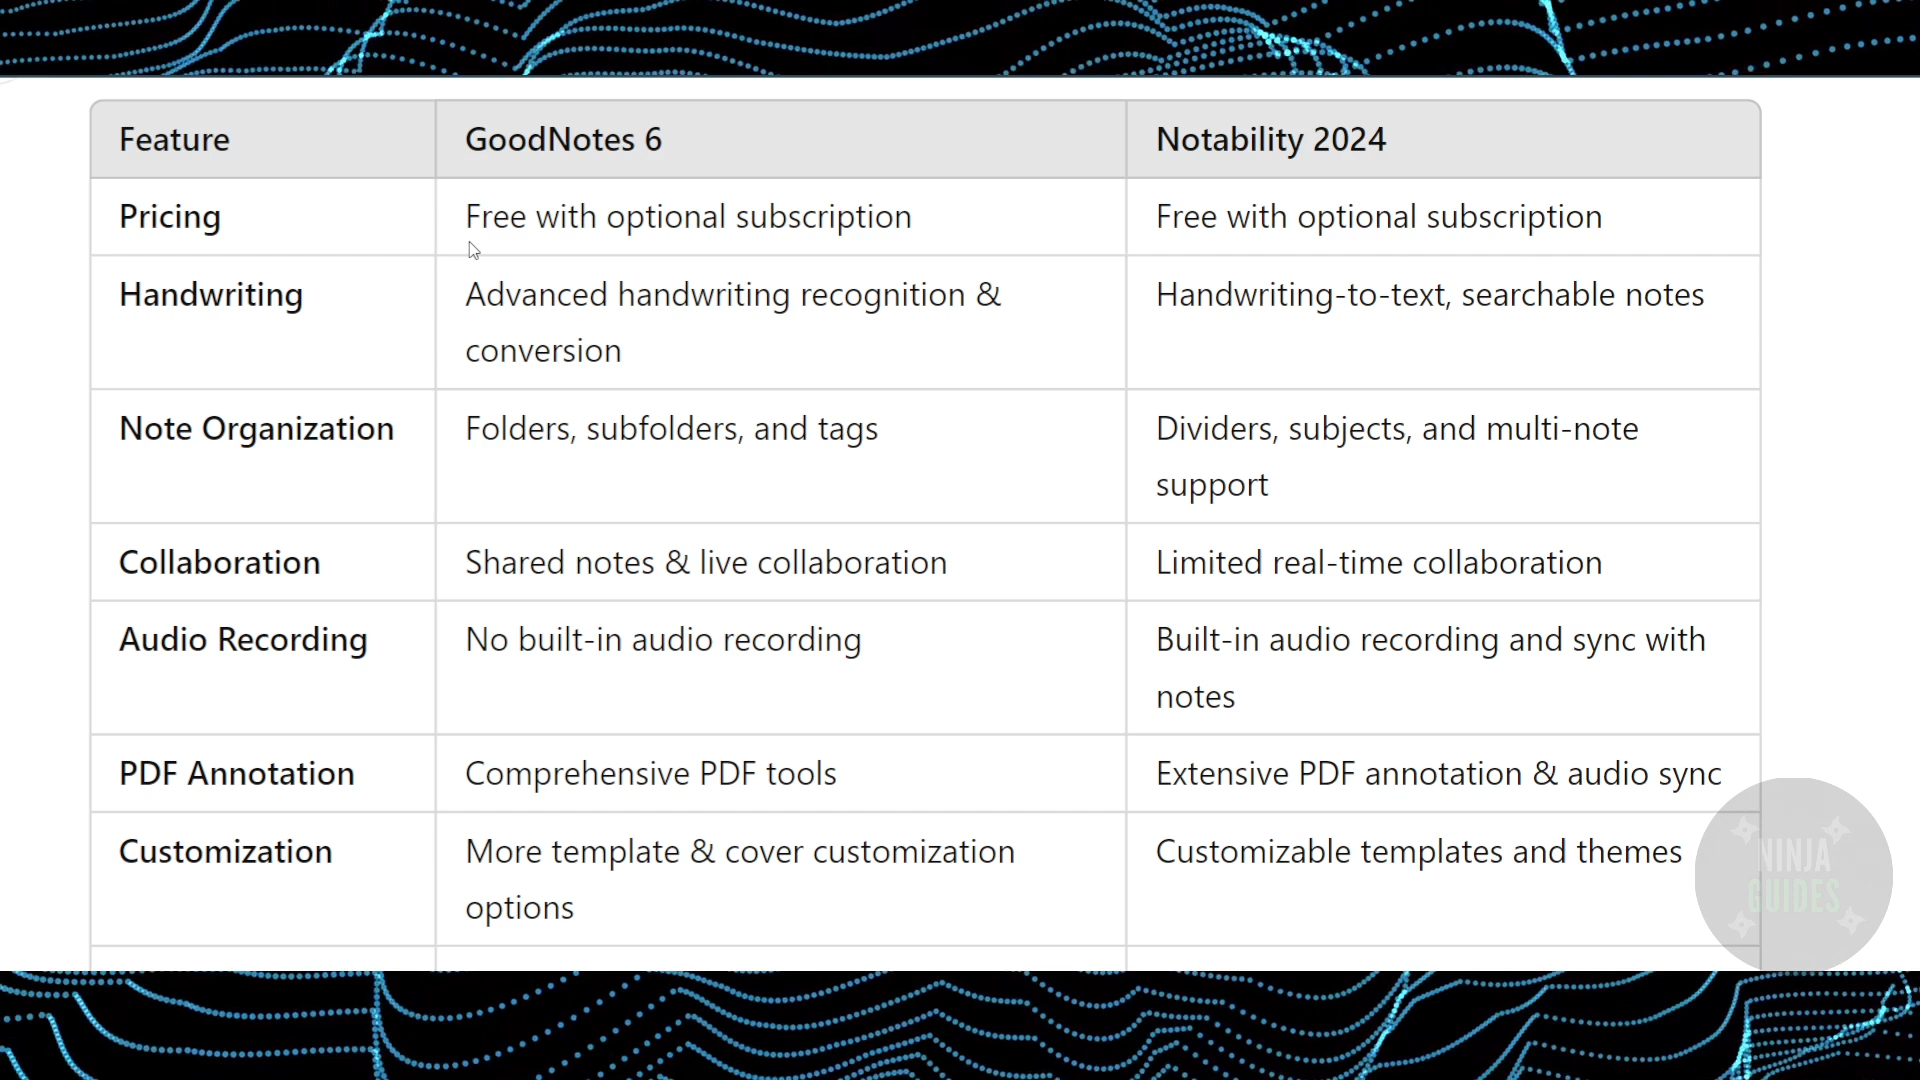 Feature GoodNotes 6 Notability 2024
Pricing Free with optional subscription Free with optional subscription
Handwriting Advanced handwriting recognition & Handwriting-to-text, searchable notes
conversion
Note Organization Folders, subfolders, and tags Dividers, subjects, and multi-note
support
Collaboration Shared notes & live collaboration Limited real-time collaboration
Audio Recording No built-in audio recording Built-in audio recording and sync with
notes
PDF Annotation Comprehensive PDF tools Extensive PDF annotation & audio sync
Customization More template & cover customization Customizable templates and themes
options
NINJA
GUIDES